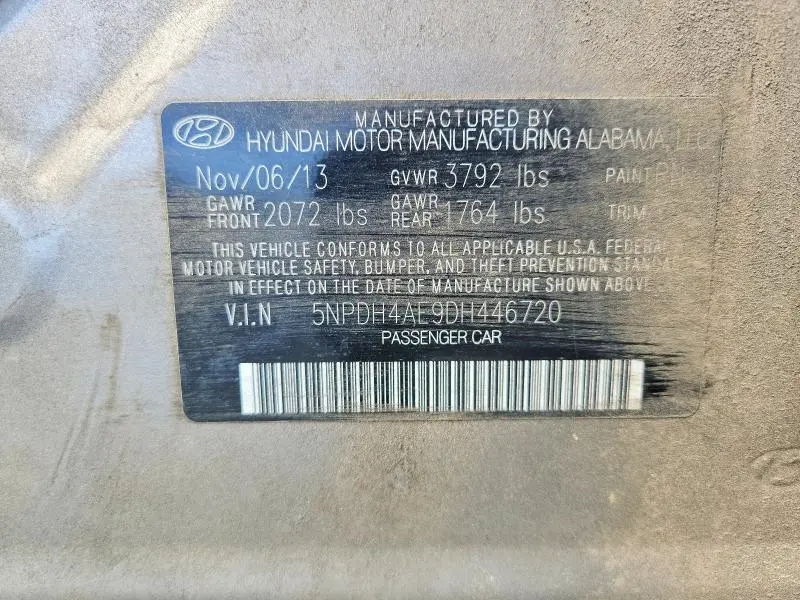 MANUFACTURED BY
HYUNDAI MOTOR MANUFACTURING ALABAMA, LLC
Nov/06/13 GVWR 3792 lbs PAINT
GAWR FRONT 2072 lbs GAWR REAR 1764 lbs TRIM
THIS VEHICLE CONFORMS TO ALL APPLICABLE U.S.A. FEDERAL
MOTOR VEHICLE SAFETY, BUMPER, AND THEFT PREVENTION STANDA
IN EFFECT ON THE DATE OF MANUFACTURE SHOWN ABOVE.
V.I.N 5NPDH4AE9DH446720
PASSENGER CAR